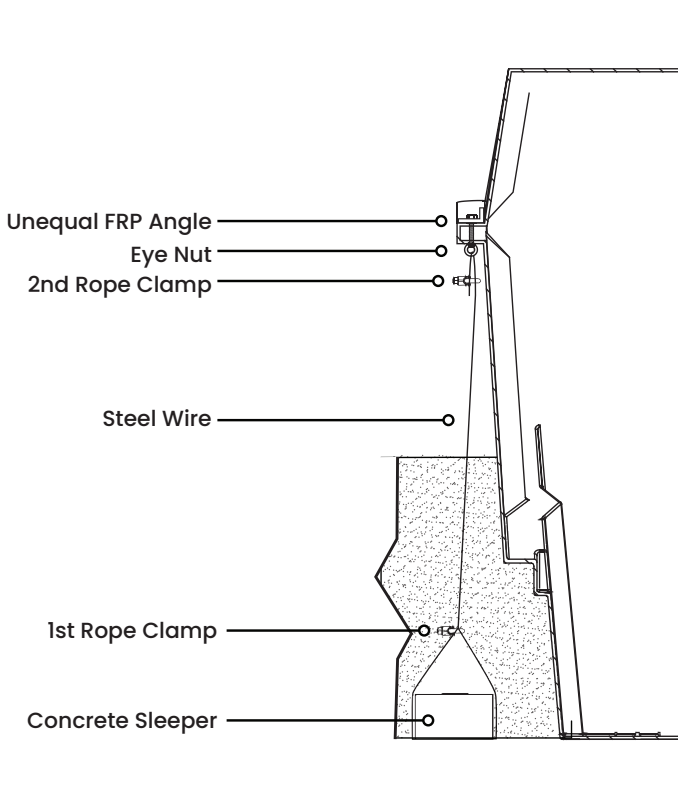 Unequal FRP Angle
Eye Nut
2nd Rope Clamp
Steel Wire
1st Rope Clamp
Concrete Sleeper